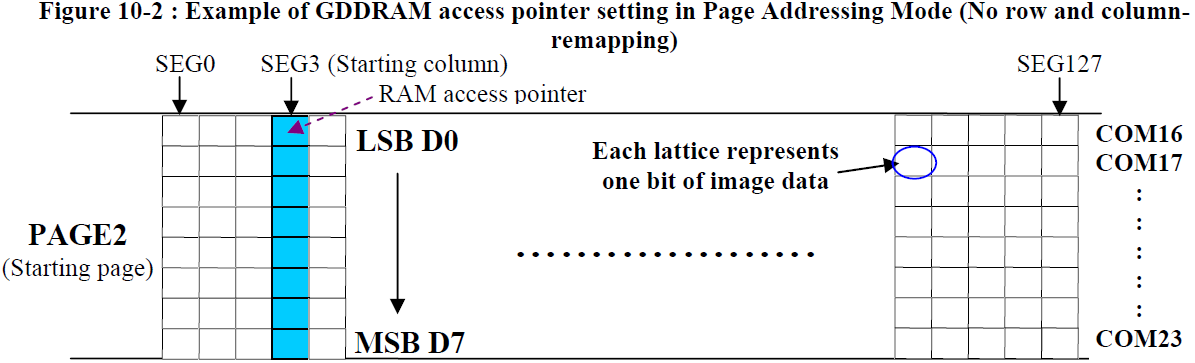 Figure 10-2 : Example of GDDRAM access pointer setting in Page Addressing Mode (No row and column-
remapping)
SEG0
SEG3 (Starting column)
SEG127
RAM access pointer
LSB D0
Each lattice represents
one bit of image data
COM16
COM17
:
:
:
:
:
PAGE2
(Starting page)
....................
MSB D7
COM23